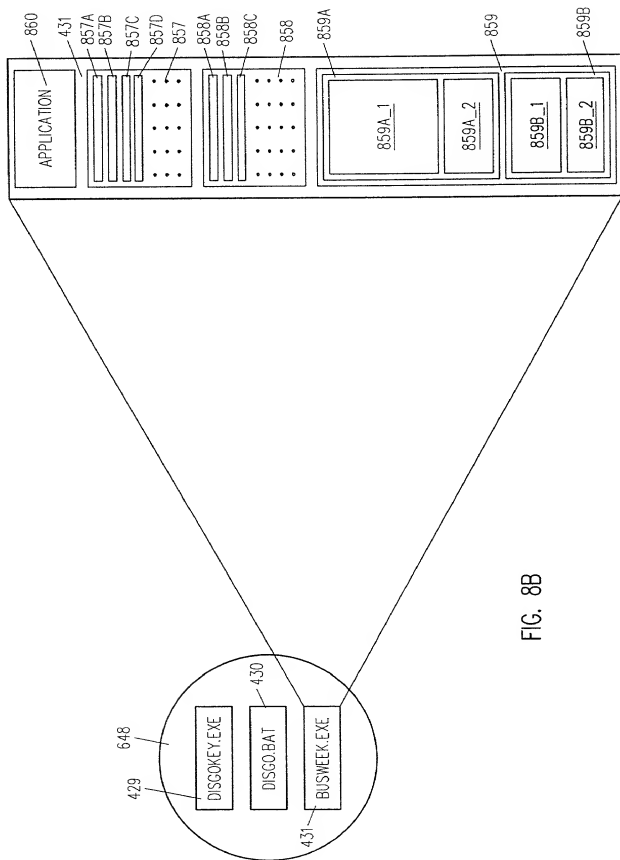 860
431
857A
857B
857C
857D
857
858A
858B
858C
858
859A
859
859B
APPLICATION
859A_1
859A_2
859B_1
859B_2
648
429
DISGOKEY.EXE
430
DISGO.BAT
BUSWEEK.EXE
431
FIG. 8B